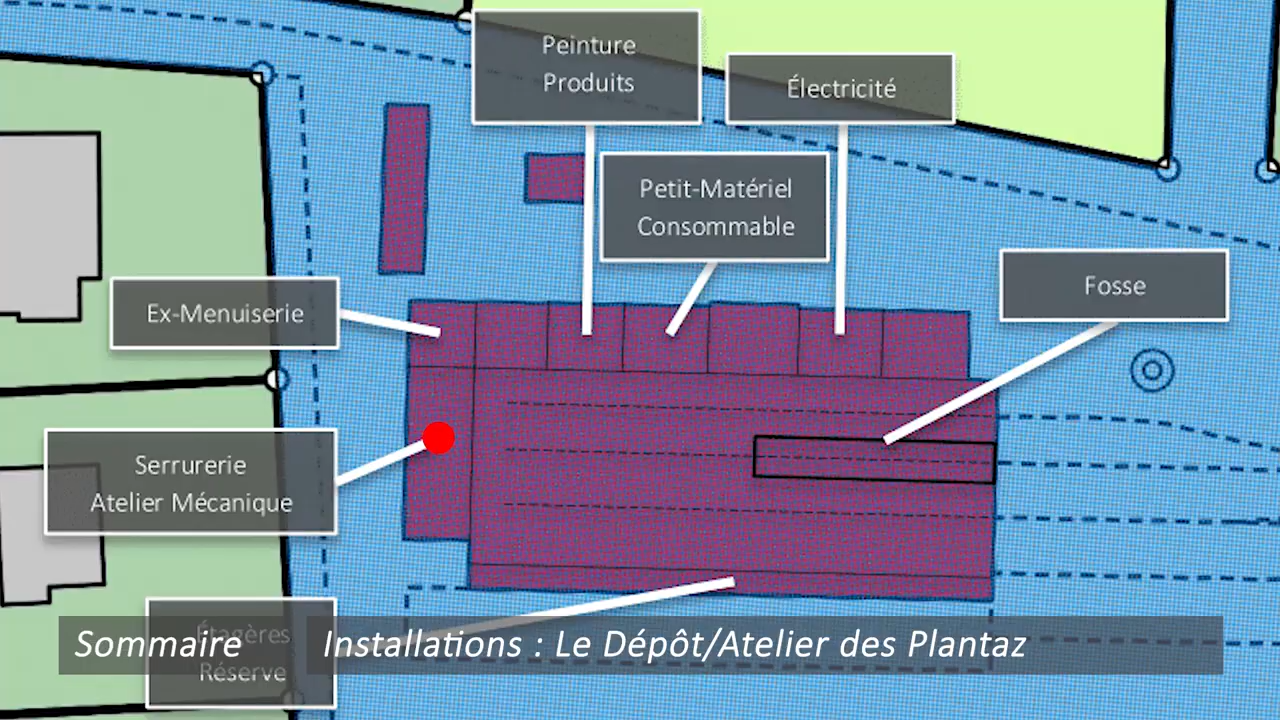 Peinture
Produits
Électricité
Petit-Matériel
Consommable
Fosse
Ex-Menuiserie
Serrurerie
Atelier Mécanique
Étagères
Réserve
Sommaire
Installations : Le Dépôt/Atelier des Plantaz